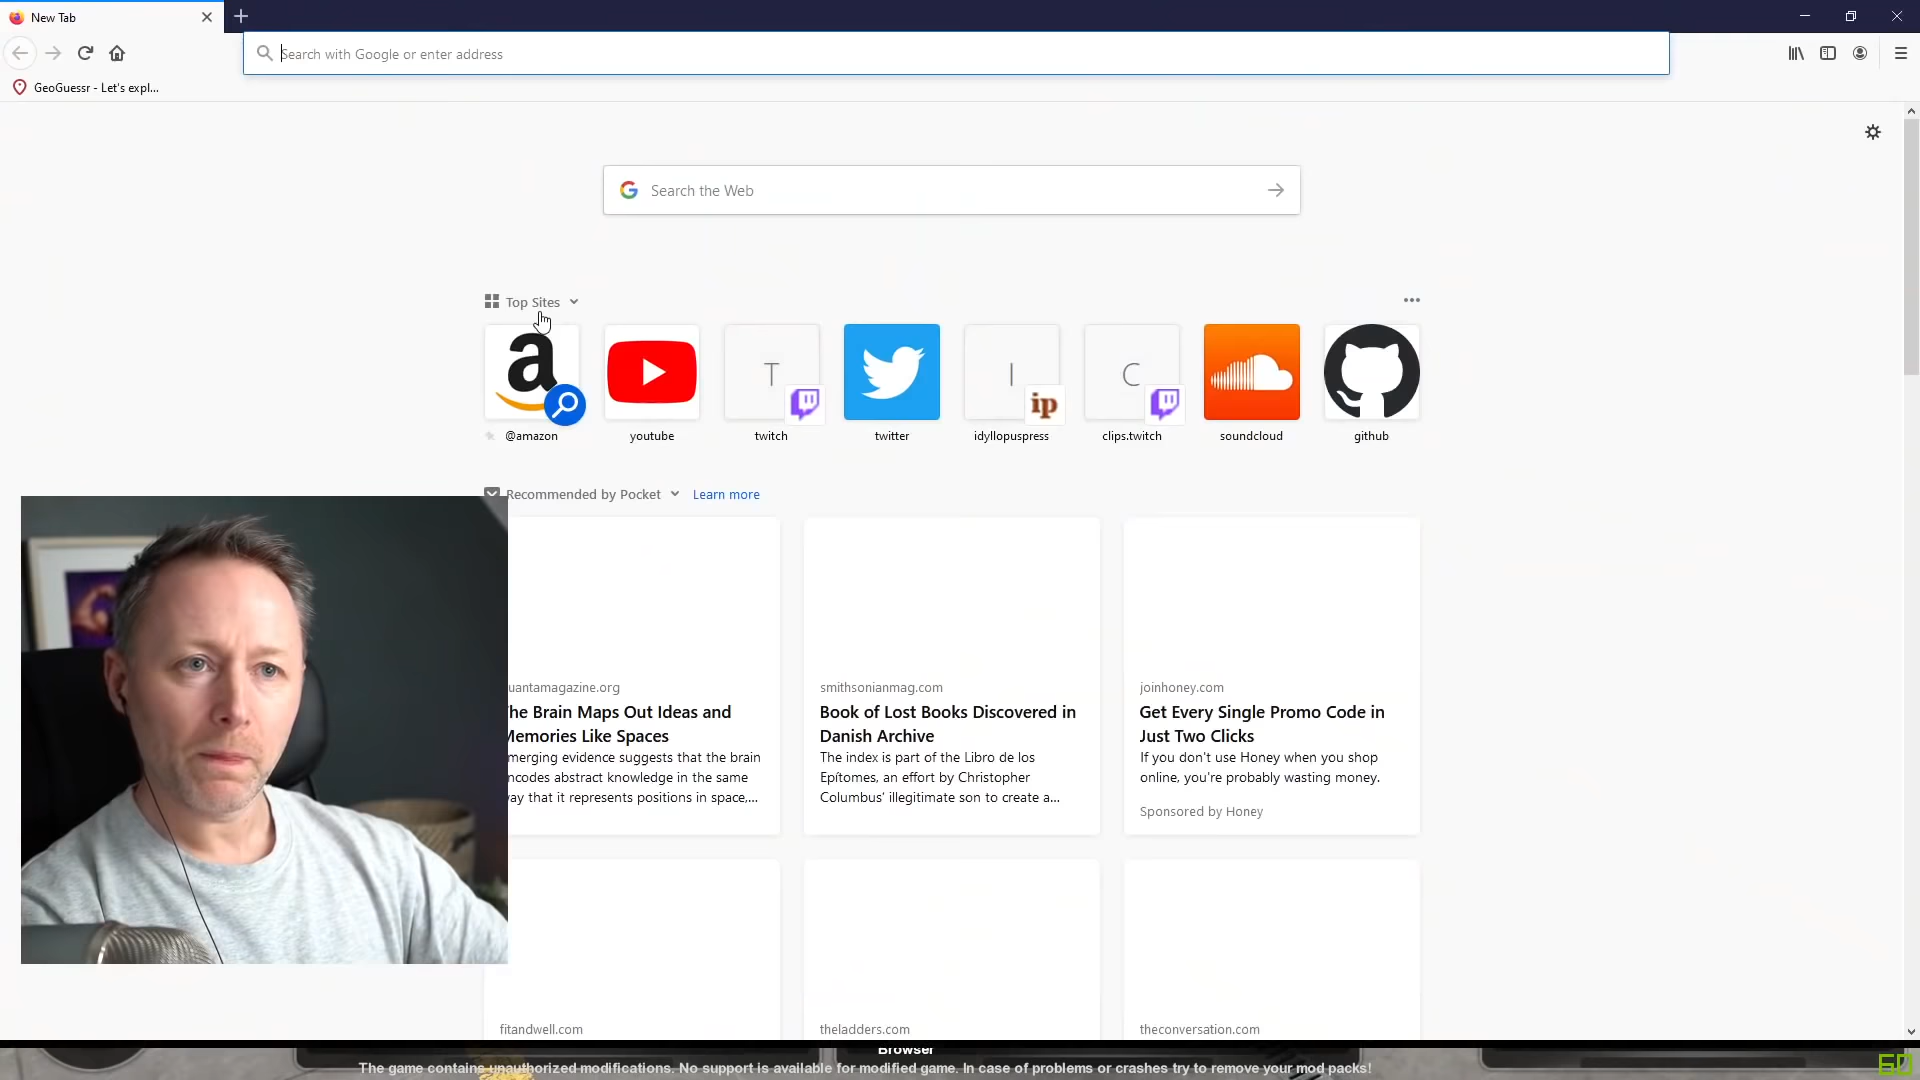 New Tab
Search with Google or enter address
GeoGuessr - Let's expl...
Search the Web
Top Sites
a
T
I
ip
C
@amazon
youtube
twitch
twitter
idyllopuspress
clips.twitch
soundcloud
github
Recommended by Pocket
Learn more
uantamagazine.org
he Brain Maps Out Ideas and
Memories Like Spaces
merging evidence suggests that the brain
ncodes abstract knowledge in the same
way that it represents positions in space,...
smithsonianmag.com
Book of Lost Books Discovered in
Danish Archive
The index is part of the Libro de los
Epítomes, an effort by Christopher
Columbus' illegitimate son to create a...
joinhoney.com
Get Every Single Promo Code in
Just Two Clicks
If you don't use Honey when you shop
online, you're probably wasting money.
Sponsored by Honey
fitandwell.com
theladders.com
theconversation.com
Browser
The game contains unauthorized modifications. No support is available for modified game. In case of problems or crashes try to remove your mod packs!
60